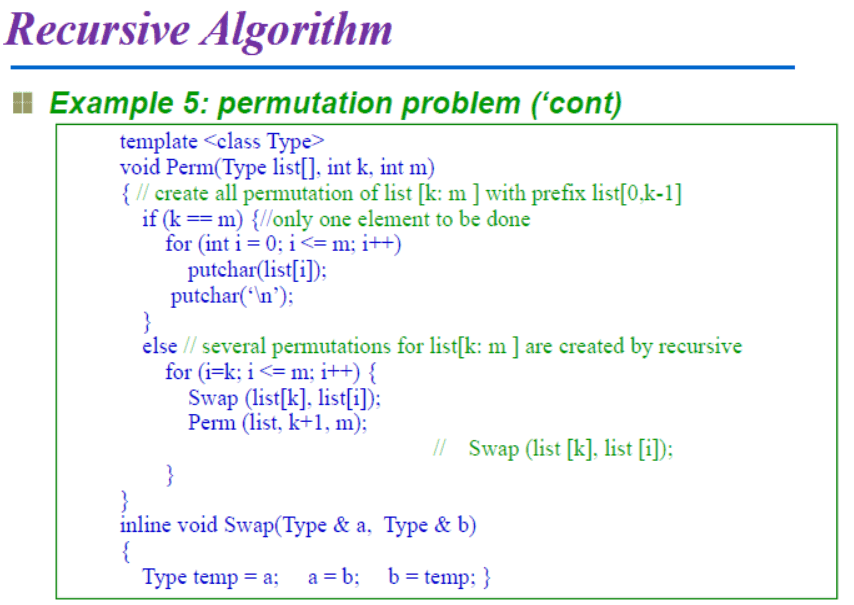 Recursive Algorithm
Example 5: permutation problem (‘cont)
template <class Type>
void Perm(Type list[], int k, int m)
{ // create all permutation of list [k: m ] with prefix list[0,k-1]
if (k == m) {//only one element to be done
for (int i = 0; i <= m; i++)
putchar(list[i]);
putchar(‘\n’);
}
else // several permutations for list[k: m ] are created by recursive
for (i=k; i <= m; i++) {
Swap (list[k], list[i]);
Perm (list, k+1, m);
// Swap (list [k], list [i]);
}
}
inline void Swap(Type & a, Type & b)
{
Type temp = a; a = b; b = temp; }